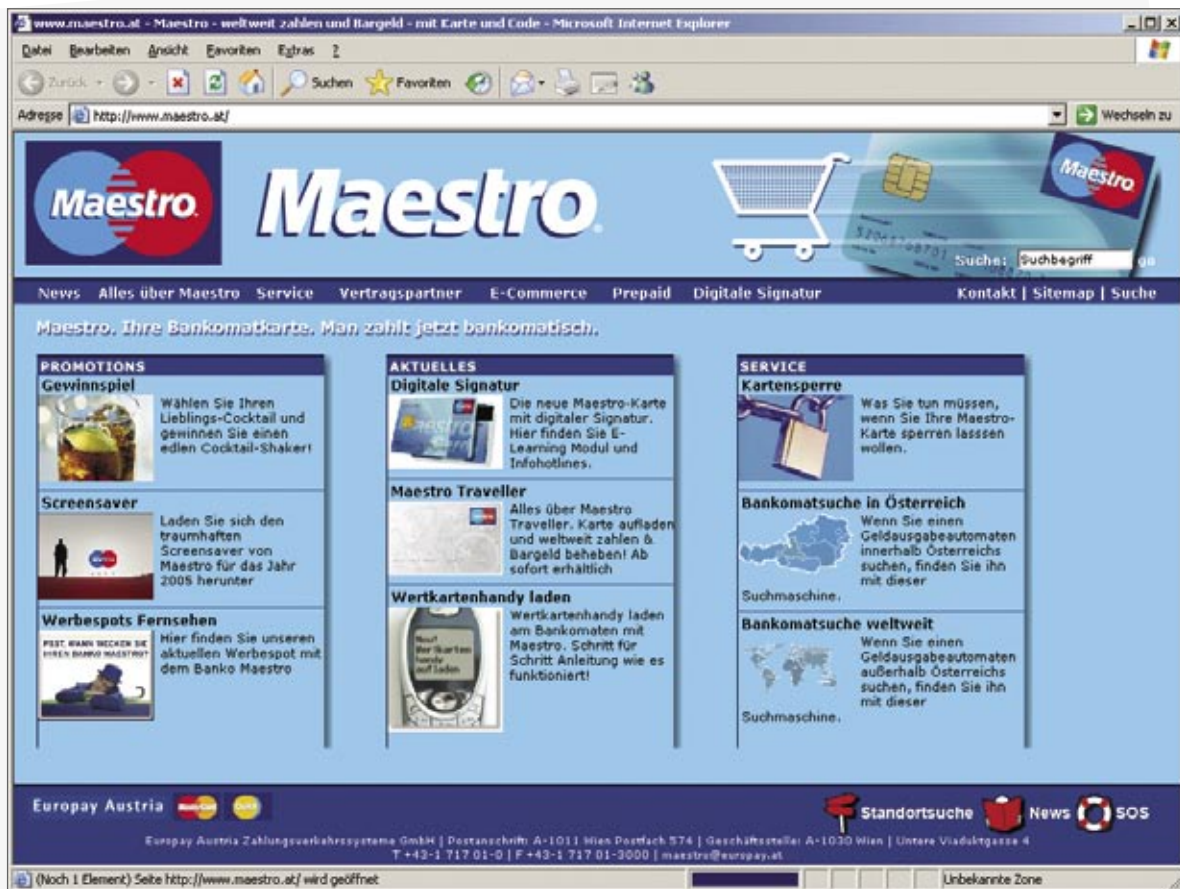 www.maestro.at - Maestro - weltweit zahlen und Bargeld - mit Karte und Code - Microsoft Internet Explorer
Datei Bearbeiten Ansicht Favoriten Extras ?
Zurück Suchen Favoriten
Adresse http://www.maestro.at/ Wechseln zu
Maestro Maestro Maestro
Suche: Suchbegriff go
News Alles über Maestro Service Vertragspartner E-Commerce Prepaid Digitale Signatur Kontakt | Sitemap | Suche
Maestro. Ihre Bankomatkarte. Man zahlt jetzt bankomatisch.
PROMOTIONS
Gewinnspiel
Wählen Sie Ihren
Lieblings-Cocktail und
gewinnen Sie einen
edlen Cocktail-Shaker!
Screensaver
Laden Sie sich den
traumhaften
Screensaver von
Maestro für das Jahr
2005 herunter
Werbespots Fernsehen
PSST, WANN WECKEN SIE
IHREN BANKO MAESTRO?
Hier finden Sie unseren
aktuellen Werbespot mit
dem Banko Maestro
AKTUELLES
Digitale Signatur
Die neue Maestro-Karte
mit digitaler Signatur.
Hier finden Sie E-
Learning Modul und
Infohotlines.
Maestro Traveller
Alles über Maestro
Traveller. Karte aufladen
und weltweit zahlen &
Bargeld beheben! Ab
sofort erhältlich
Wertkartenhandy laden
Neu!
Wertkarten
handy
aufladen
Wertkartenhandy laden
am Bankomaten mit
Maestro. Schritt für
Schritt Anleitung wie es
funktioniert!
SERVICE
Kartensperre
Was Sie tun müssen,
wenn Sie Ihre Maestro-
Karte sperren lasssen
wollen.
Bankomatsuche in Österreich
Wenn Sie einen
Geldausgabeautomaten
innerhalb Österreichs
suchen, finden Sie ihn
mit dieser
Suchmaschine.
Bankomatsuche weltweit
Wenn Sie einen
Geldausgabeautomaten
außerhalb Österreichs
suchen, finden Sie ihn
mit dieser
Suchmaschine.
Europay Austria MasterCard
Standortsuche News SOS
Europay Austria Zahlungsverkehrssysteme GmbH | Postanschrift: A-1011 Wien Postfach 574 | Geschäftsstelle: A-1030 Wien | Untere Viaduktgasse 4
T +43-1 717 01-0 | F +43-1 717 01-3000 | maestro@europay.at
(Noch 1 Element) Seite http://www.maestro.at/ wird geöffnet Unbekannte Zone